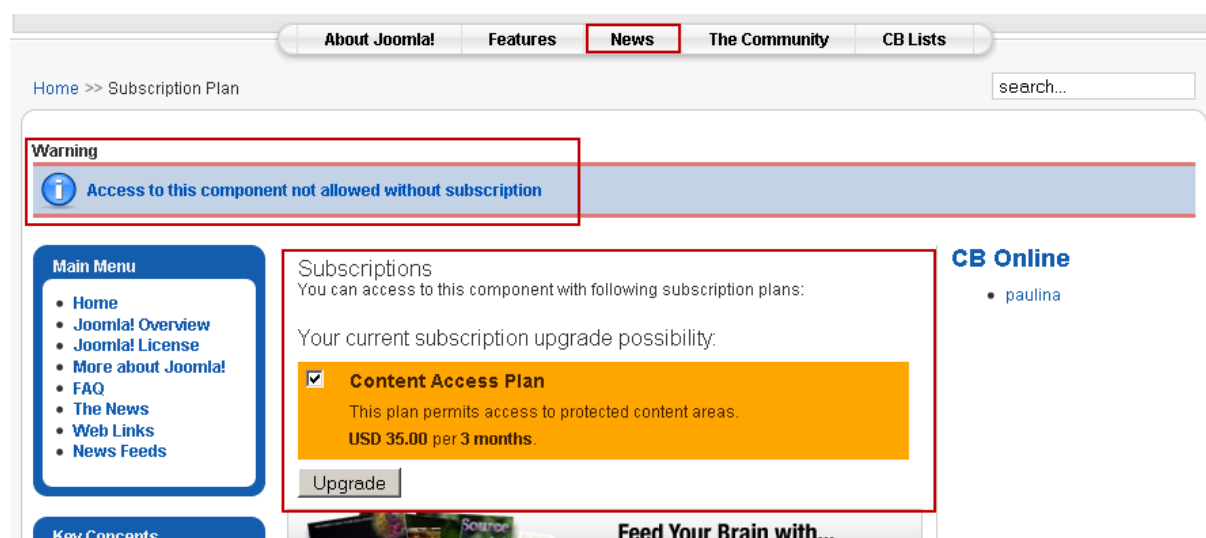 About Joomla! Features News The Community CB Lists
Home >> Subscription Plan
search...
Warning
Access to this component not allowed without subscription
Main Menu
Home
Joomla! Overview
Joomla! License
More about Joomla!
FAQ
The News
Web Links
News Feeds
Subscriptions
You can access to this component with following subscription plans:
Your current subscription upgrade possibility:
Content Access Plan
This plan permits access to protected content areas.
USD 35.00 per 3 months.
Upgrade
CB Online
paulina
Key Concepts
Source
Feed Your Brain with...